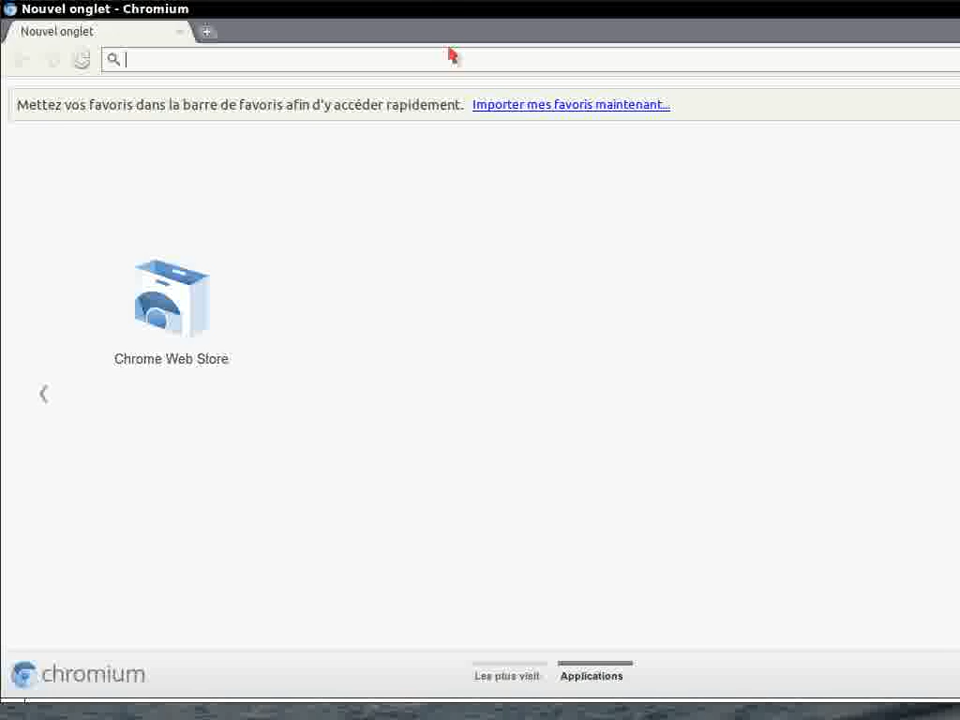 Nouvel onglet - Chromium
Nouvel onglet
Mettez vos favoris dans la barre de favoris afin d'y accéder rapidement. Importer mes favoris maintenant...
Chrome Web Store
chromium
Les plus visit Applications